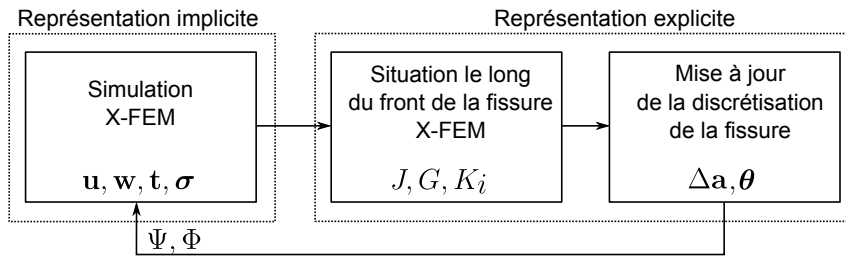 Représentation implicite
Représentation explicite
Simulation
X-FEM
u, w, t, σ
Situation le long
du front de la fissure
X-FEM
J, G, Ki
Mise à jour
de la discrétisation
de la fissure
Δa, θ
Ψ, Φ